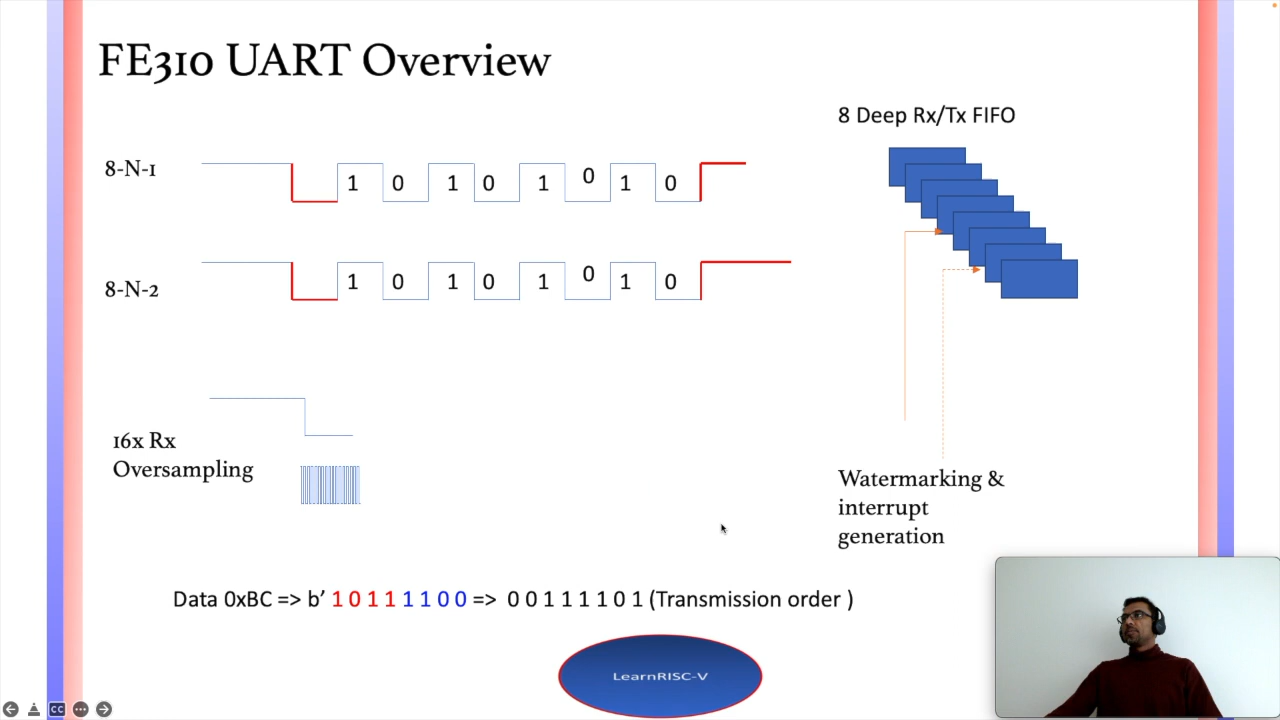 FE310 UART Overview
8 Deep Rx/Tx FIFO
8-N-1
1 0 1 0 1 0 1 0
8-N-2
1 0 1 0 1 0 1 0
16x Rx
Oversampling
Watermarking &
interrupt
generation
Data 0xBC => b’ 1 0 1 1 1 1 0 0 => 0 0 1 1 1 1 0 1 (Transmission order )
LearnRISC-V
CC